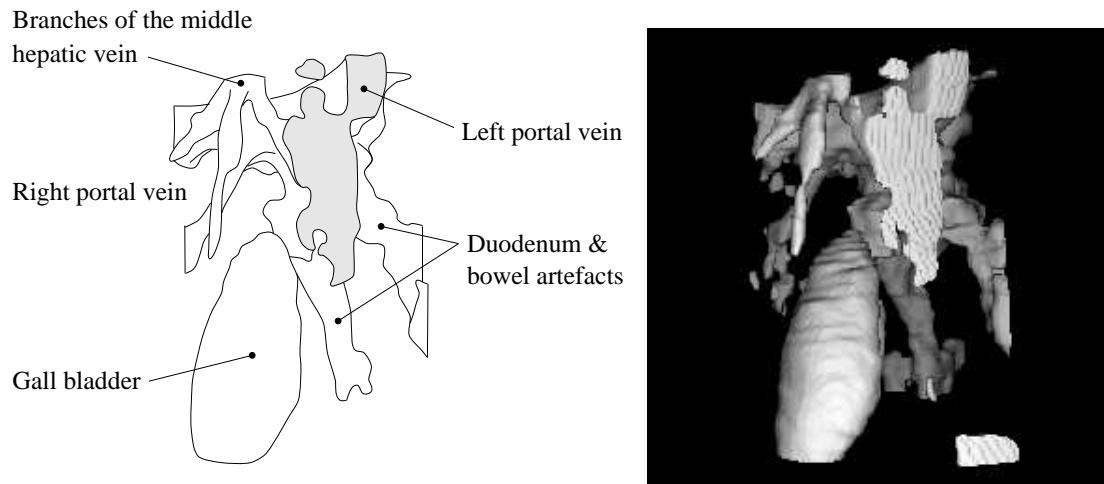 Branches of the middle
hepatic vein
Left portal vein
Right portal vein
Duodenum &
bowel artefacts
Gall bladder